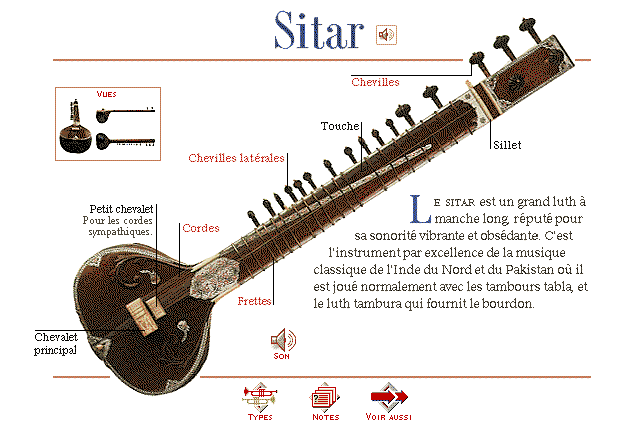 Sitar
Vues
Chevilles
Touche
Sillet
Chevilles latérales
Petit chevalet
Pour les cordes
sympathiques.
Cordes
Le sitar est un grand luth à
manche long, réputé pour
sa sonorité vibrante et obsédante. C'est
l'instrument par excellence de la musique
classique de l'Inde du Nord et du Pakistan où il
est joué normalement avec les tambours tabla, et
le luth tambura qui fournit le bourdon.
Frettes
Chevalet
principal
Son
Types
Notes
Voir aussi